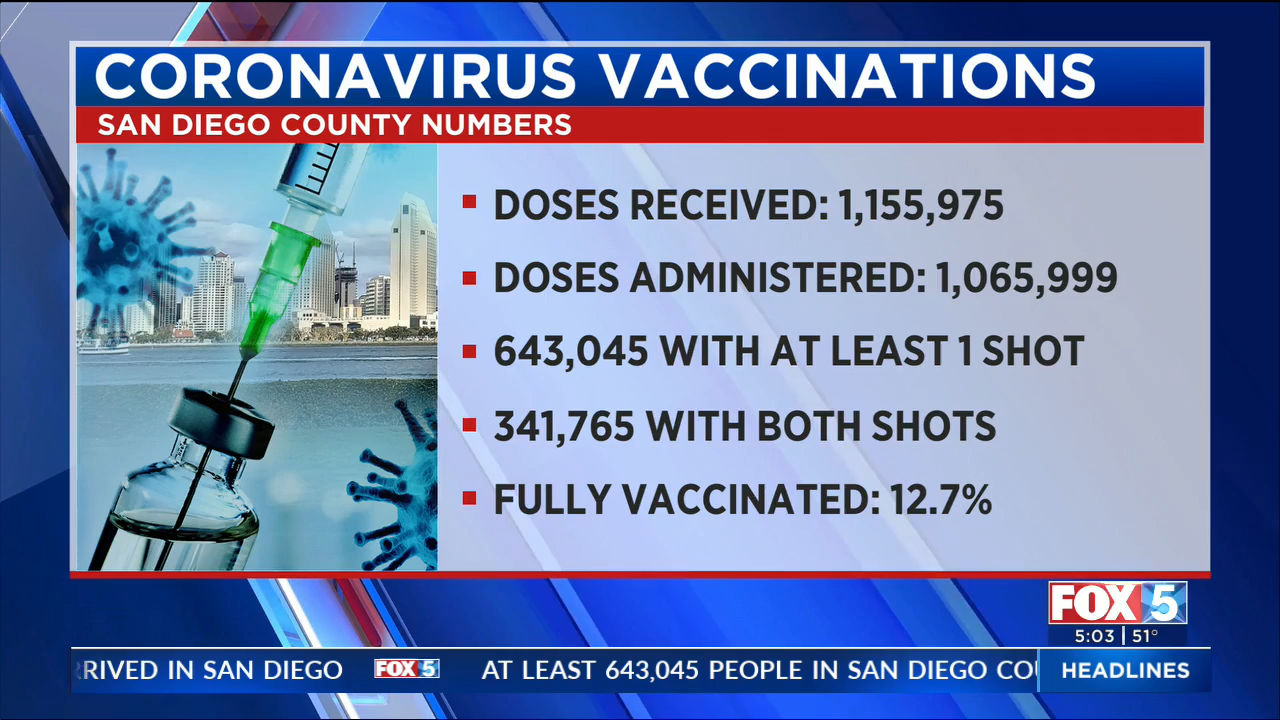 CORONAVIRUS VACCINATIONS
SAN DIEGO COUNTY NUMBERS
DOSES RECEIVED: 1,155,975
DOSES ADMINISTERED: 1,065,999
643,045 WITH AT LEAST 1 SHOT
341,765 WITH BOTH SHOTS
FULLY VACCINATED: 12.7%
FOX 5
5:03 | 51°
RRIVED IN SAN DIEGO FOX 5 AT LEAST 643,045 PEOPLE IN SAN DIEGO COU
HEADLINES